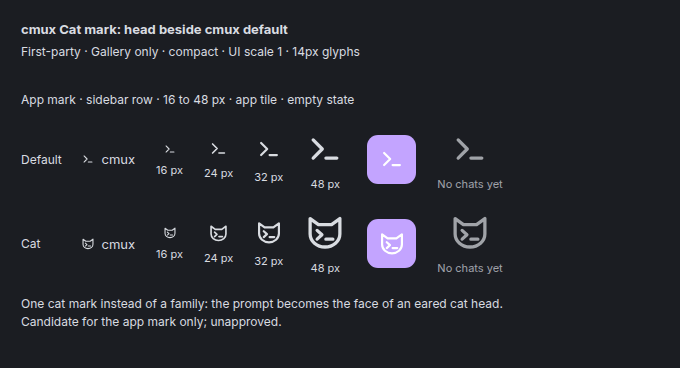 cmux Cat mark: head beside cmux default
First-party · Gallery only · compact · UI scale 1 · 14px glyphs
App mark · sidebar row · 16 to 48 px · app tile · empty state
Default cmux 16 px 24 px 32 px 48 px No chats yet
Cat cmux 16 px 24 px 32 px 48 px No chats yet
One cat mark instead of a family: the prompt becomes the face of an eared cat head.
Candidate for the app mark only; unapproved.